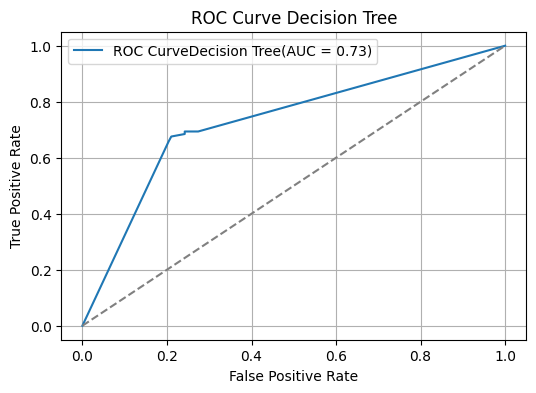 ROC Curve Decision Tree
ROC CurveDecision Tree(AUC = 0.73)
True Positive Rate
1.0
0.8
0.6
0.4
0.2
0.0
0.0 0.2 0.4 0.6 0.8 1.0
False Positive Rate